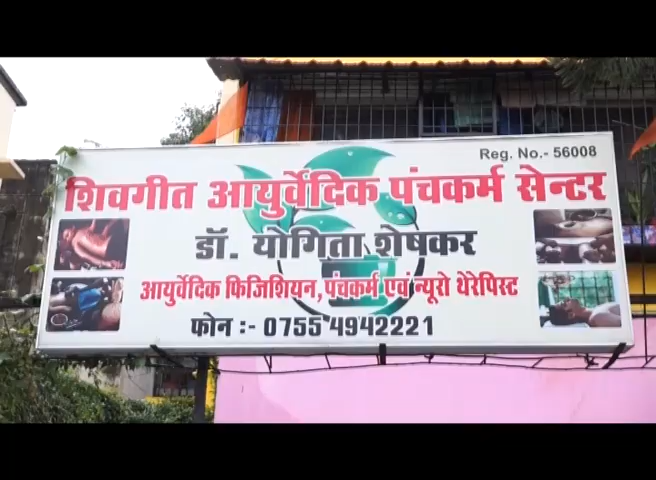 Reg. No.- 56008
शिवगीत आयुर्वेदिक पंचकर्म सेन्टर
डॉ. योगिता शेषकर
आयुर्वेदिक फिजिशियन, पंचकर्म एवं न्यूरो थेरेपिस्ट
फोन :- 0755 4942221